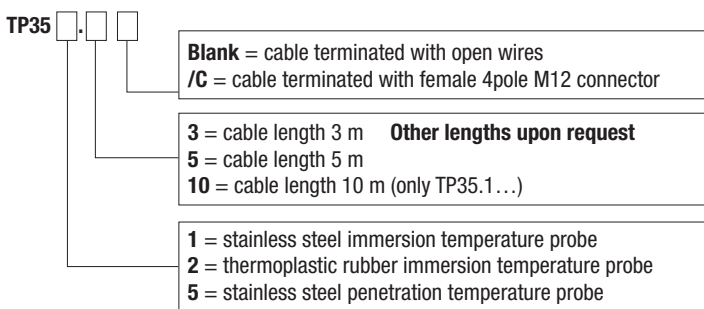 TP35 .
Blank = cable terminated with open wires
/C = cable terminated with female 4pole M12 connector
3 = cable length 3 m Other lengths upon request
5 = cable length 5 m
10 = cable length 10 m (only TP35.1…)
1 = stainless steel immersion temperature probe
2 = thermoplastic rubber immersion temperature probe
5 = stainless steel penetration temperature probe